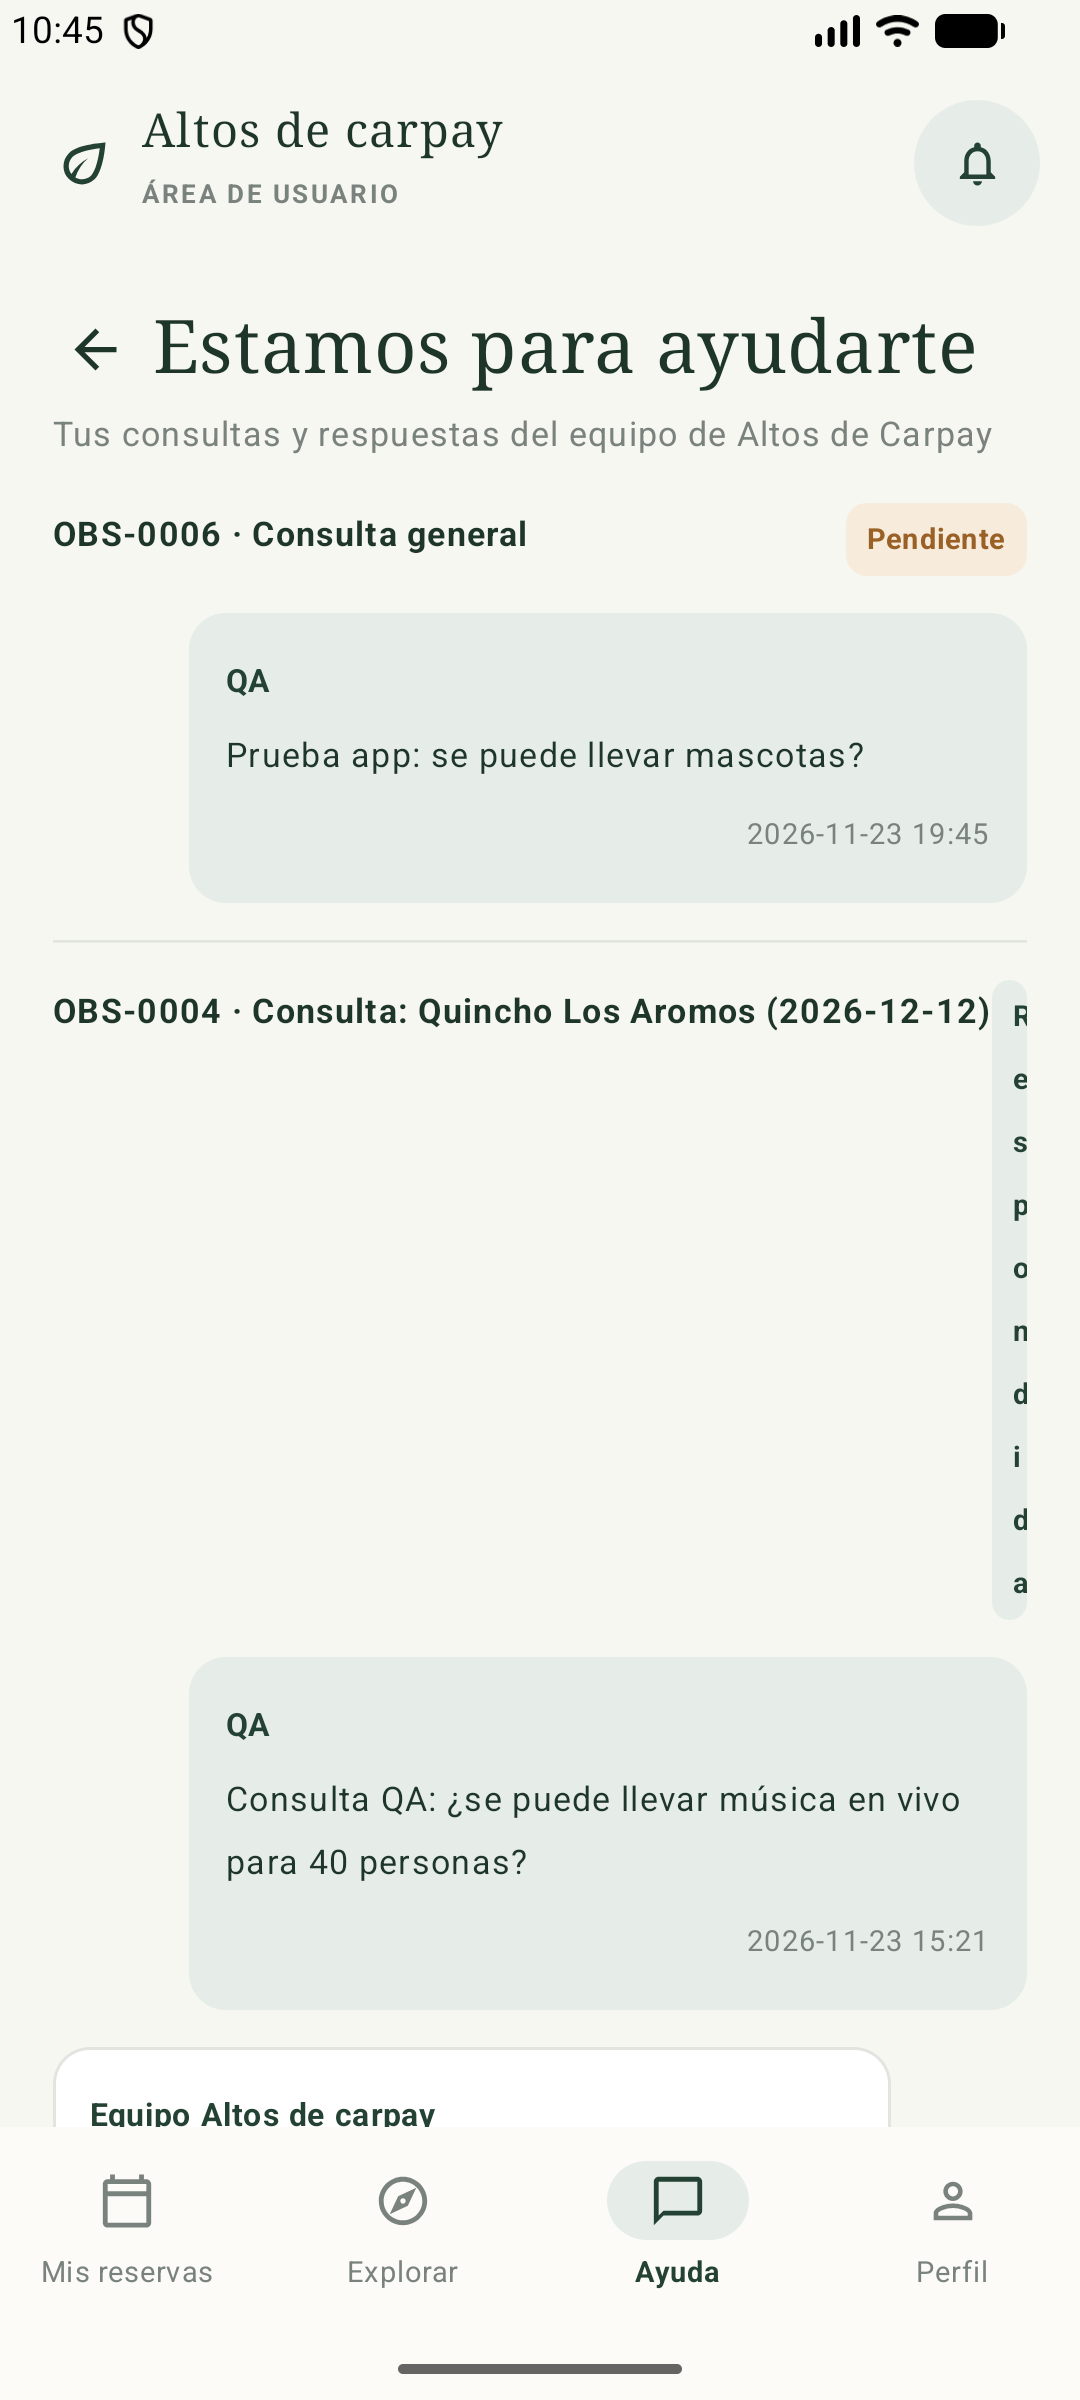 10:45
Altos de carpay
ÁREA DE USUARIO
Estamos para ayudarte
Tus consultas y respuestas del equipo de Altos de Carpay
OBS-0006 · Consulta general
Pendiente
QA
Prueba app: se puede llevar mascotas?
2026-11-23 19:45
OBS-0004 · Consulta: Quincho Los Aromos (2026-12-12)
R
e
s
p
o
n
d
i
d
a
QA
Consulta QA: ¿se puede llevar música en vivo
para 40 personas?
2026-11-23 15:21
Equipo Altos de carpay
Mis reservas
Explorar
Ayuda
Perfil